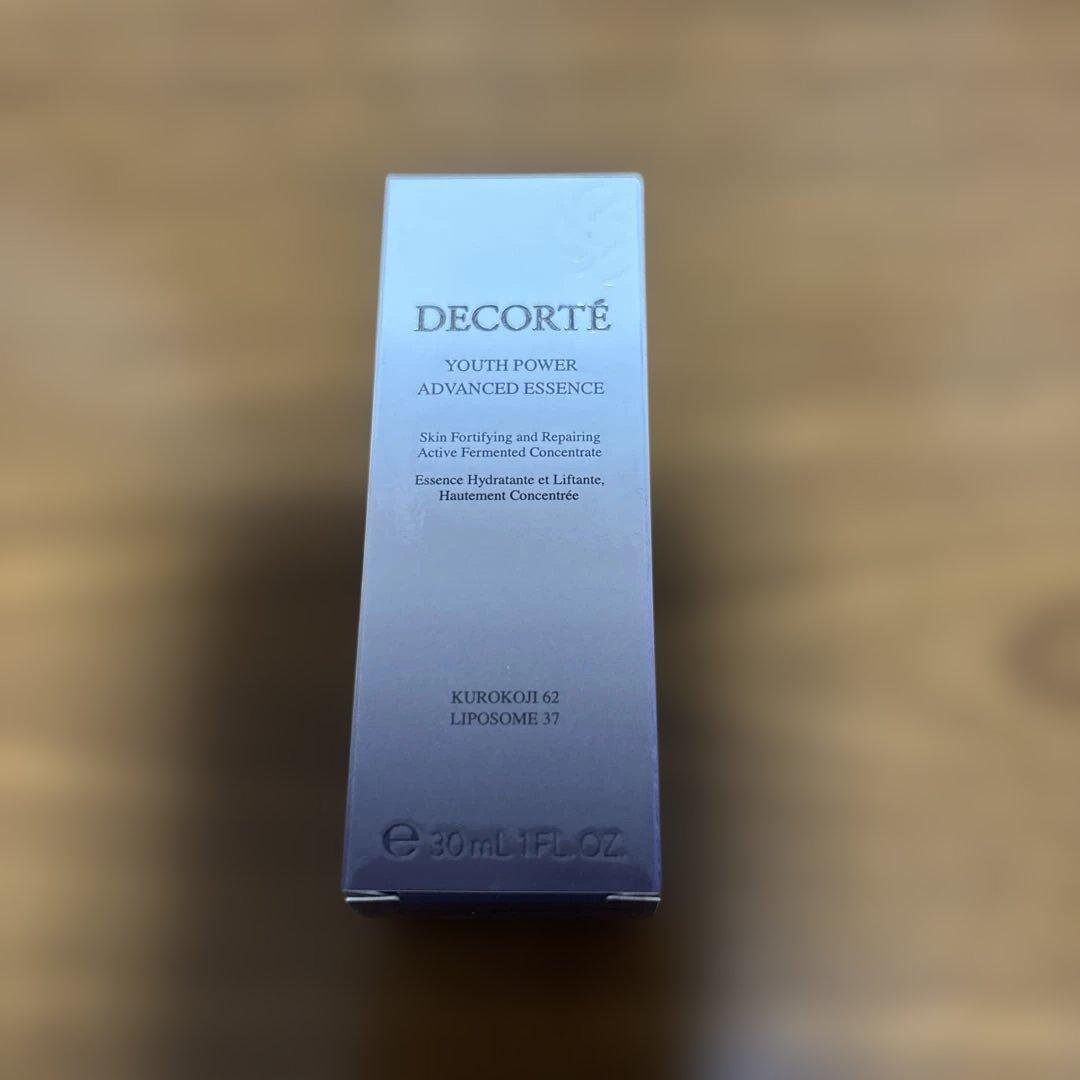 DECORTÉ
YOUTH POWER
ADVANCED ESSENCE
Skin Fortifying and Repairing
Active Fermented Concentrate
Essence Hydratante et Liftante,
Hautement Concentrée
KUROKOJI 62
LIPOSOME 37
℮ 30 mL 1 FL. OZ.